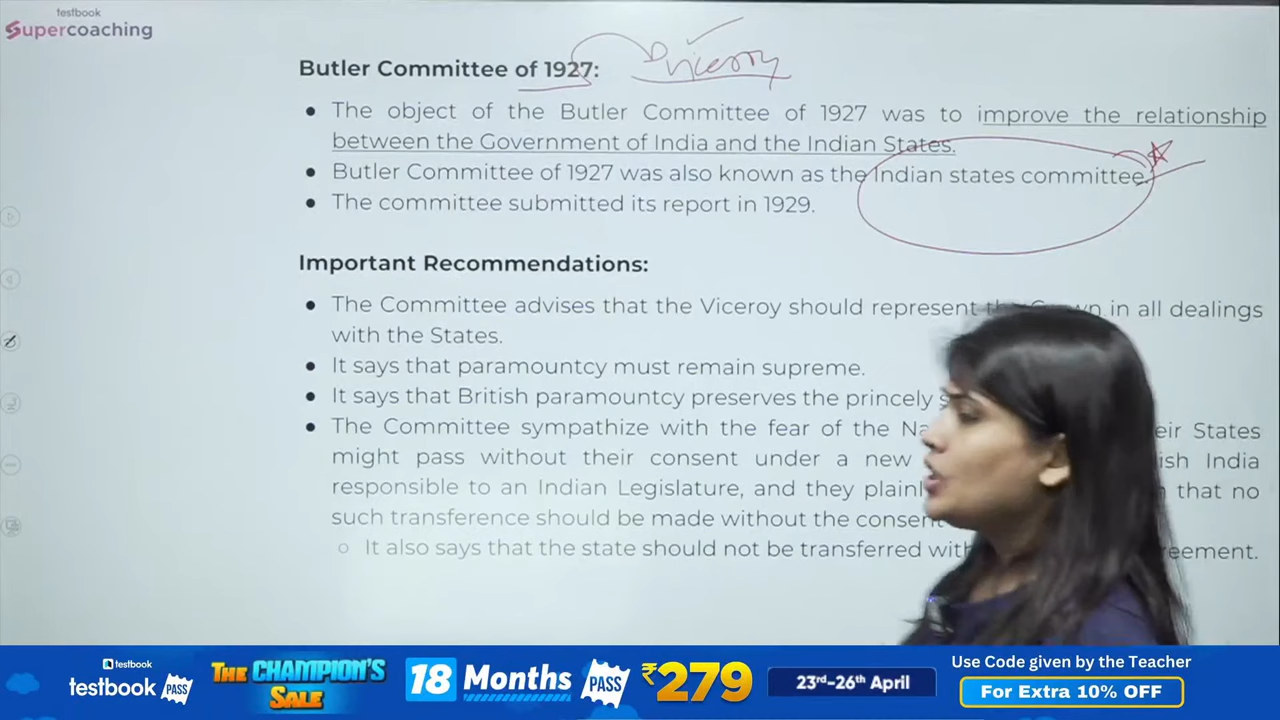 testbook
Supercoaching
Viceroy
Butler Committee of 1927:
• The object of the Butler Committee of 1927 was to improve the relationship
between the Government of India and the Indian States.
• Butler Committee of 1927 was also known as the Indian states committee.
• The committee submitted its report in 1929.
Important Recommendations:
• The Committee advises that the Viceroy should represent the Crown in all dealings
with the States.
• It says that paramountcy must remain supreme.
• It says that British paramountcy preserves the princely
• The Committee sympathize with the fear of the their States
might pass without their consent under a new British India
responsible to an Indian Legislature, and they that no
such transference should be made without the consent
○ It also says that the state should not be transferred agreement.
testbook
testbook PASS
THE CHAMPION'S SALE
18 Months PASS ₹279
23rd-26th April
Use Code given by the Teacher
For Extra 10% OFF